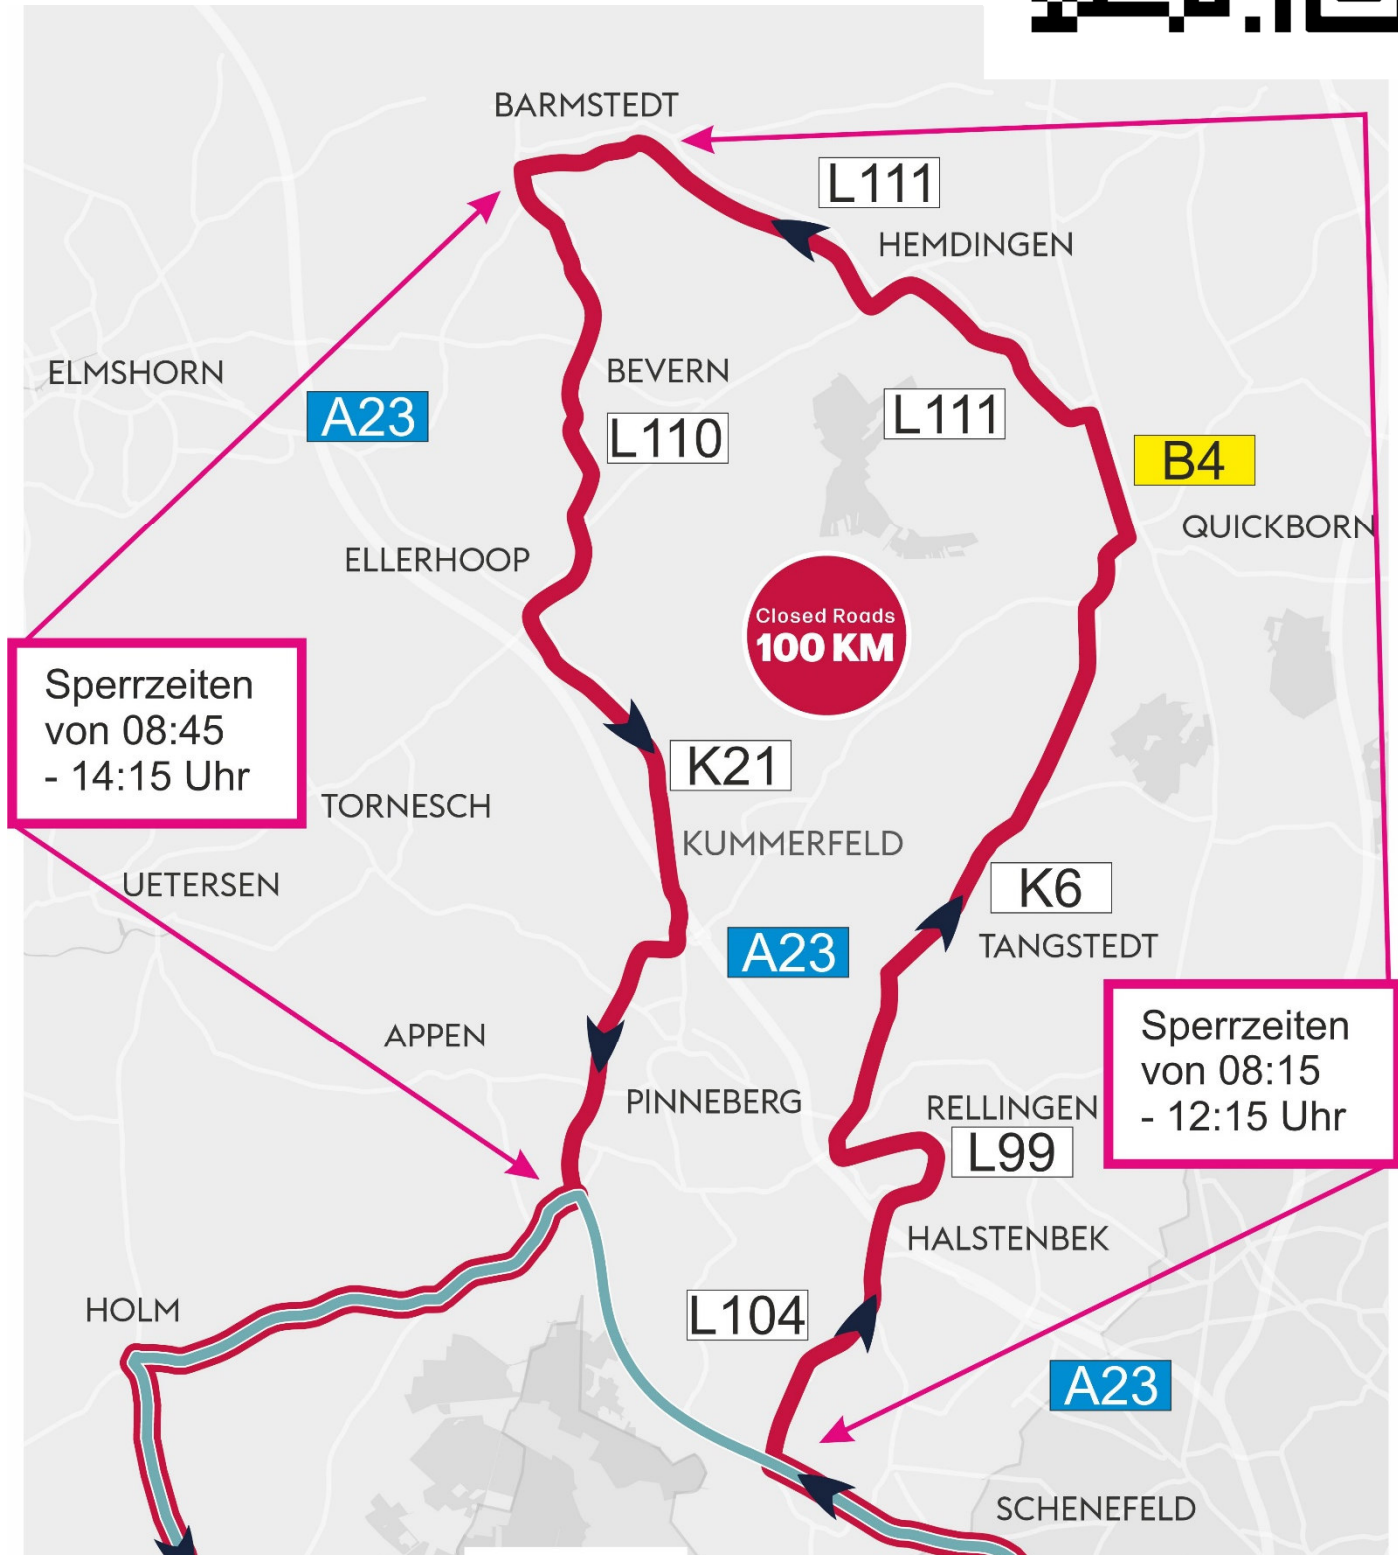 BARMSTEDT
L111
HEMDINGEN
ELMSHORN
A23
BEVERN
L110
L111
B4
QUICKBORN
ELLERHOOP
Closed Roads
100 KM
Sperrzeiten
von 08:45
- 14:15 Uhr
K21
TORNESCH
KUMMERFELD
UETERSEN
K6
A23
TANGSTEDT
APPEN
Sperrzeiten
von 08:15
- 12:15 Uhr
PINNEBERG
RELLINGEN
L99
HALSTENBEK
HOLM
L104
A23
SCHENEFELD